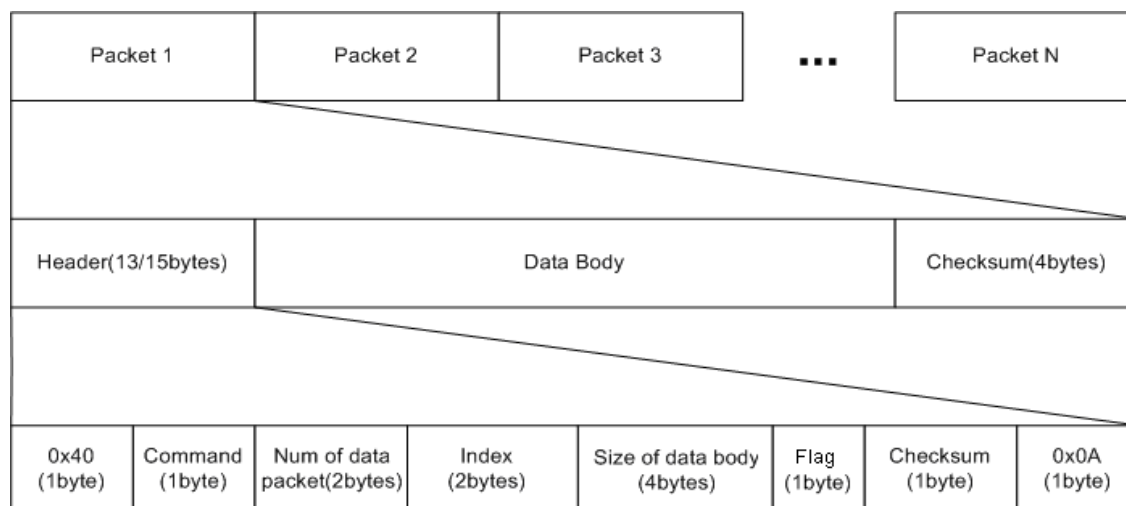 Packet 1
Packet 2
Packet 3
...
Packet N
Header(13/15bytes)
Data Body
Checksum(4bytes)
0x40
(1byte)
Command
(1byte)
Num of data
packet(2bytes)
Index
(2bytes)
Size of data body
(4bytes)
Flag
(1byte)
Checksum
(1byte)
0x0A
(1byte)